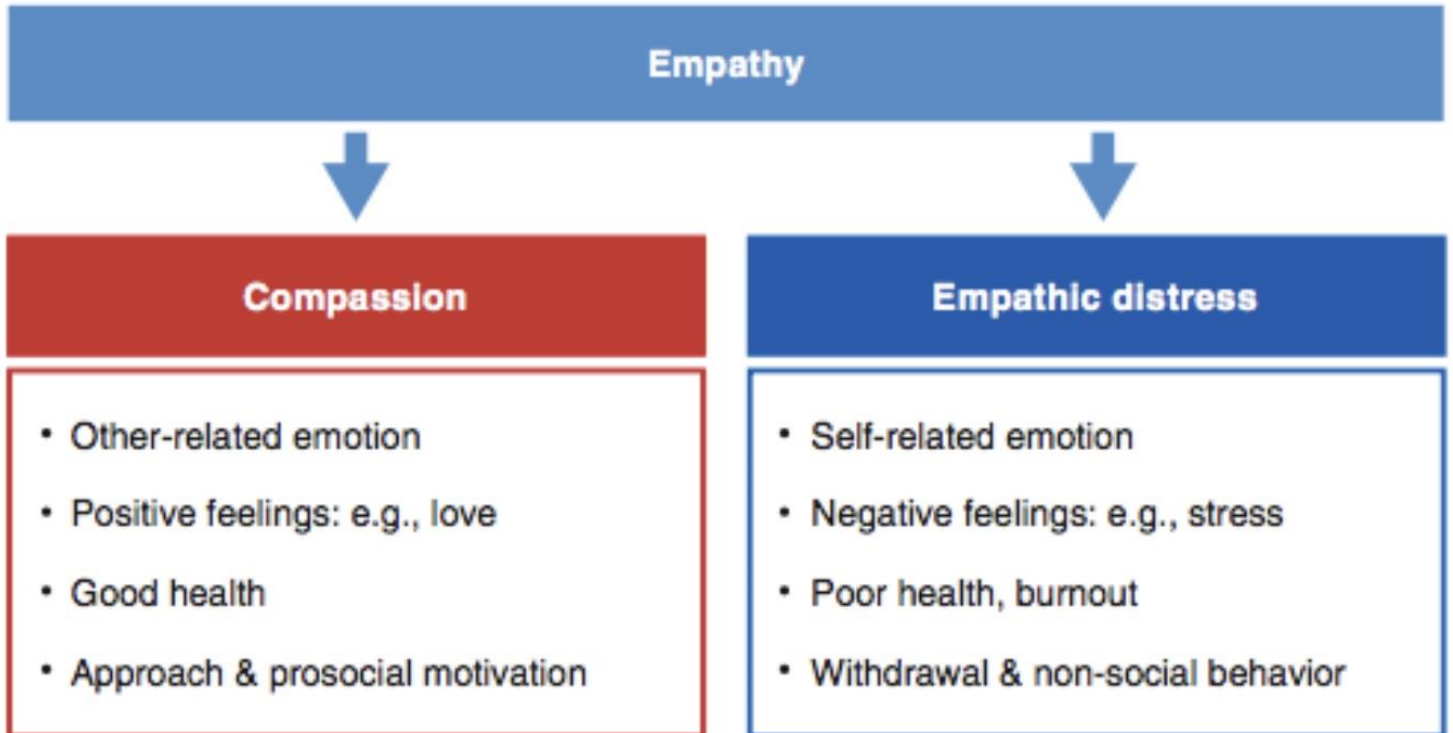 Empathy
Compassion
• Other-related emotion
• Positive feelings: e.g., love
• Good health
• Approach & prosocial motivation
Empathic distress
• Self-related emotion
• Negative feelings: e.g., stress
• Poor health, burnout
• Withdrawal & non-social behavior